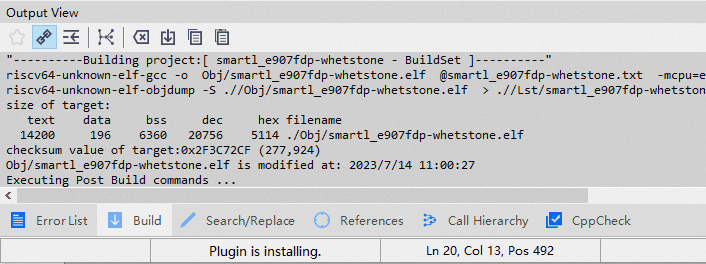 Output View
"----------Building project:[ smartl_e907fdp-whetstone - BuildSet ]----------"
riscv64-unknown-elf-gcc -o Obj/smartl_e907fdp-whetstone.elf @smartl_e907fdp-whetstone.txt -mcpu=e
riscv64-unknown-elf-objdump -S .//Obj/smartl_e907fdp-whetstone.elf > .//Lst/smartl_e907fdp-whetston
size of target:
text data bss dec hex filename
14200 196 6360 20756 5114 ./Obj/smartl_e907fdp-whetstone.elf
checksum value of target:0x2F3C72CF (277,924)
Obj/smartl_e907fdp-whetstone.elf is modified at: 2023/7/14 11:00:27
Executing Post Build commands ...
Error List Build Search/Replace References Call Hierarchy CppCheck
Plugin is installing. Ln 20, Col 13, Pos 492